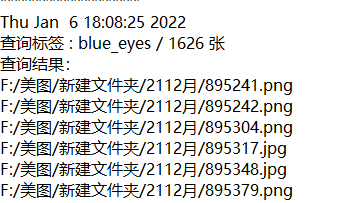 Thu Jan  6 18:08:25 2022
查询标签 : blue_eyes / 1626 张
查询结果:
F:/美图/新建文件夹/2112月/895241.png
F:/美图/新建文件夹/2112月/895242.png
F:/美图/新建文件夹/2112月/895304.png
F:/美图/新建文件夹/2112月/895317.jpg
F:/美图/新建文件夹/2112月/895348.jpg
F:/美图/新建文件夹/2112月/895379.png